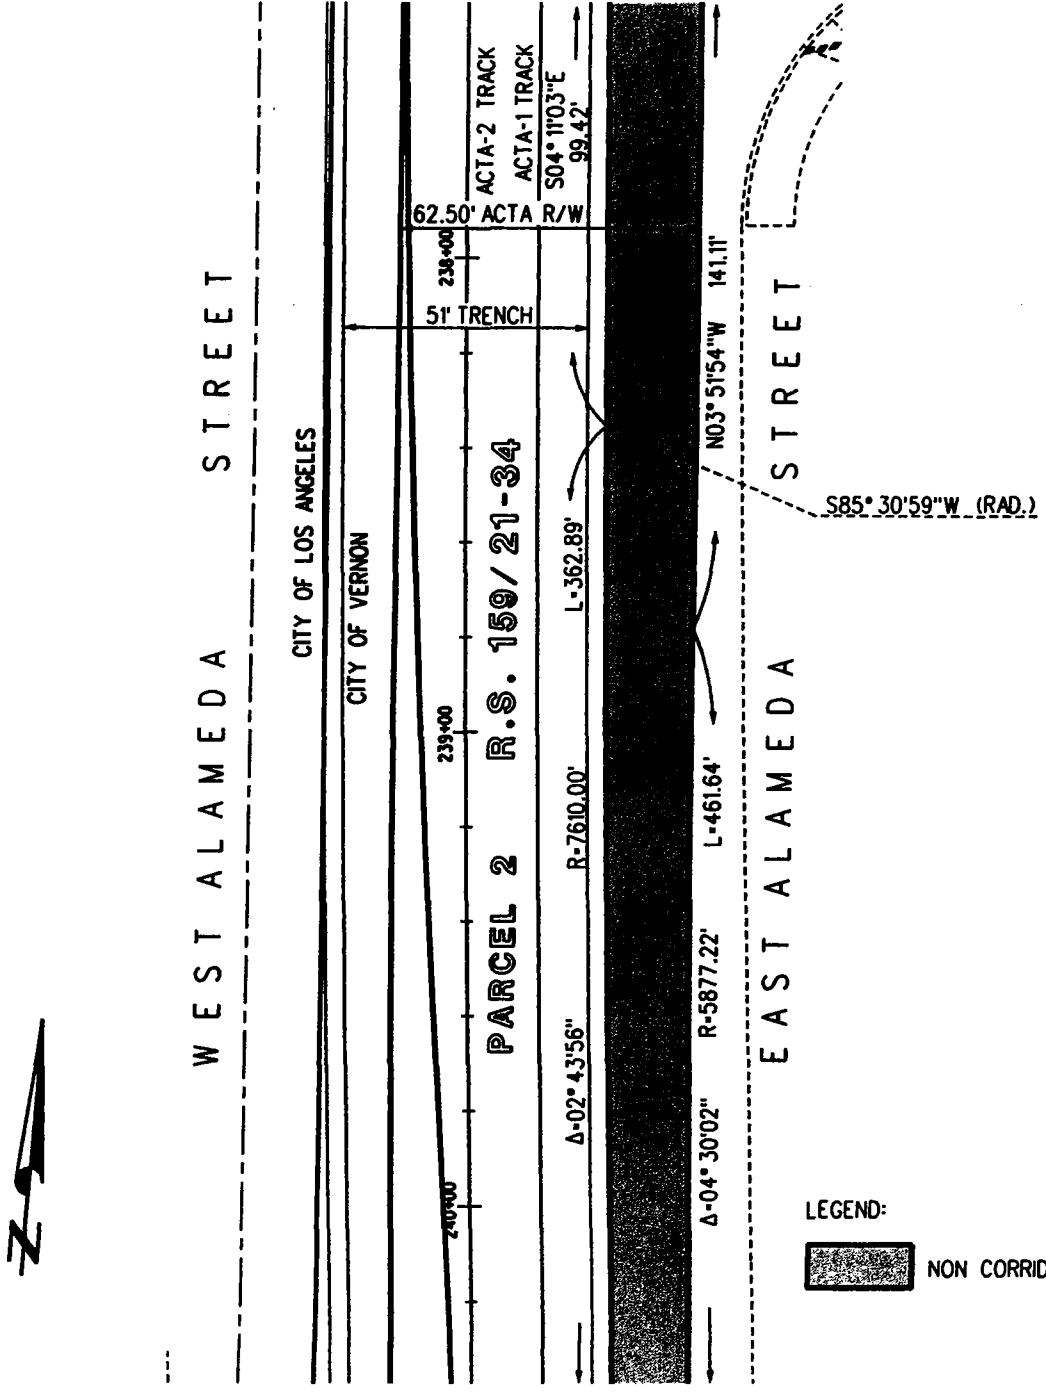 ACTA-2 TRACK
ACTA-1 TRACK
S04°11'03"E
99.42'
62.50' ACTA R/W
238+00
51' TRENCH
141.11'
N03°51'54"W
S85°30'59"W (RAD.)
WEST ALAMEDA STREET
CITY OF LOS ANGELES
CITY OF VERNON
PARCEL 2 R.S. 159/21-34
239+00
240+00
L=362.89'
R=7610.00'
Δ=02°43'56"
L=461.64'
R=5877.22'
Δ=04°30'02"
EAST ALAMEDA STREET
N
LEGEND:
NON CORRID